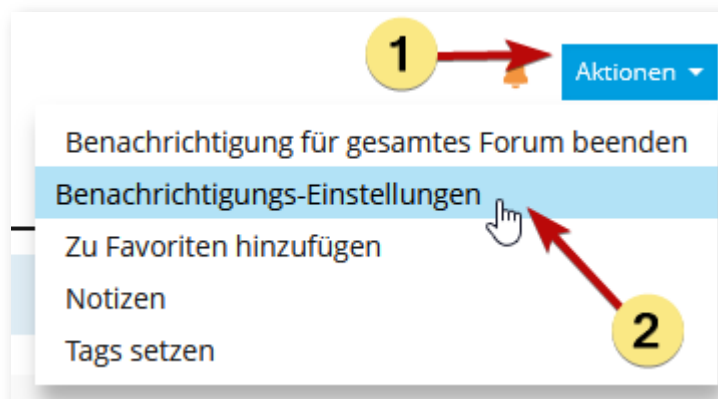 1
Aktionen
Benachrichtigung für gesamtes Forum beenden
Benachrichtigungs-Einstellungen
Zu Favoriten hinzufügen
Notizen
2
Tags setzen